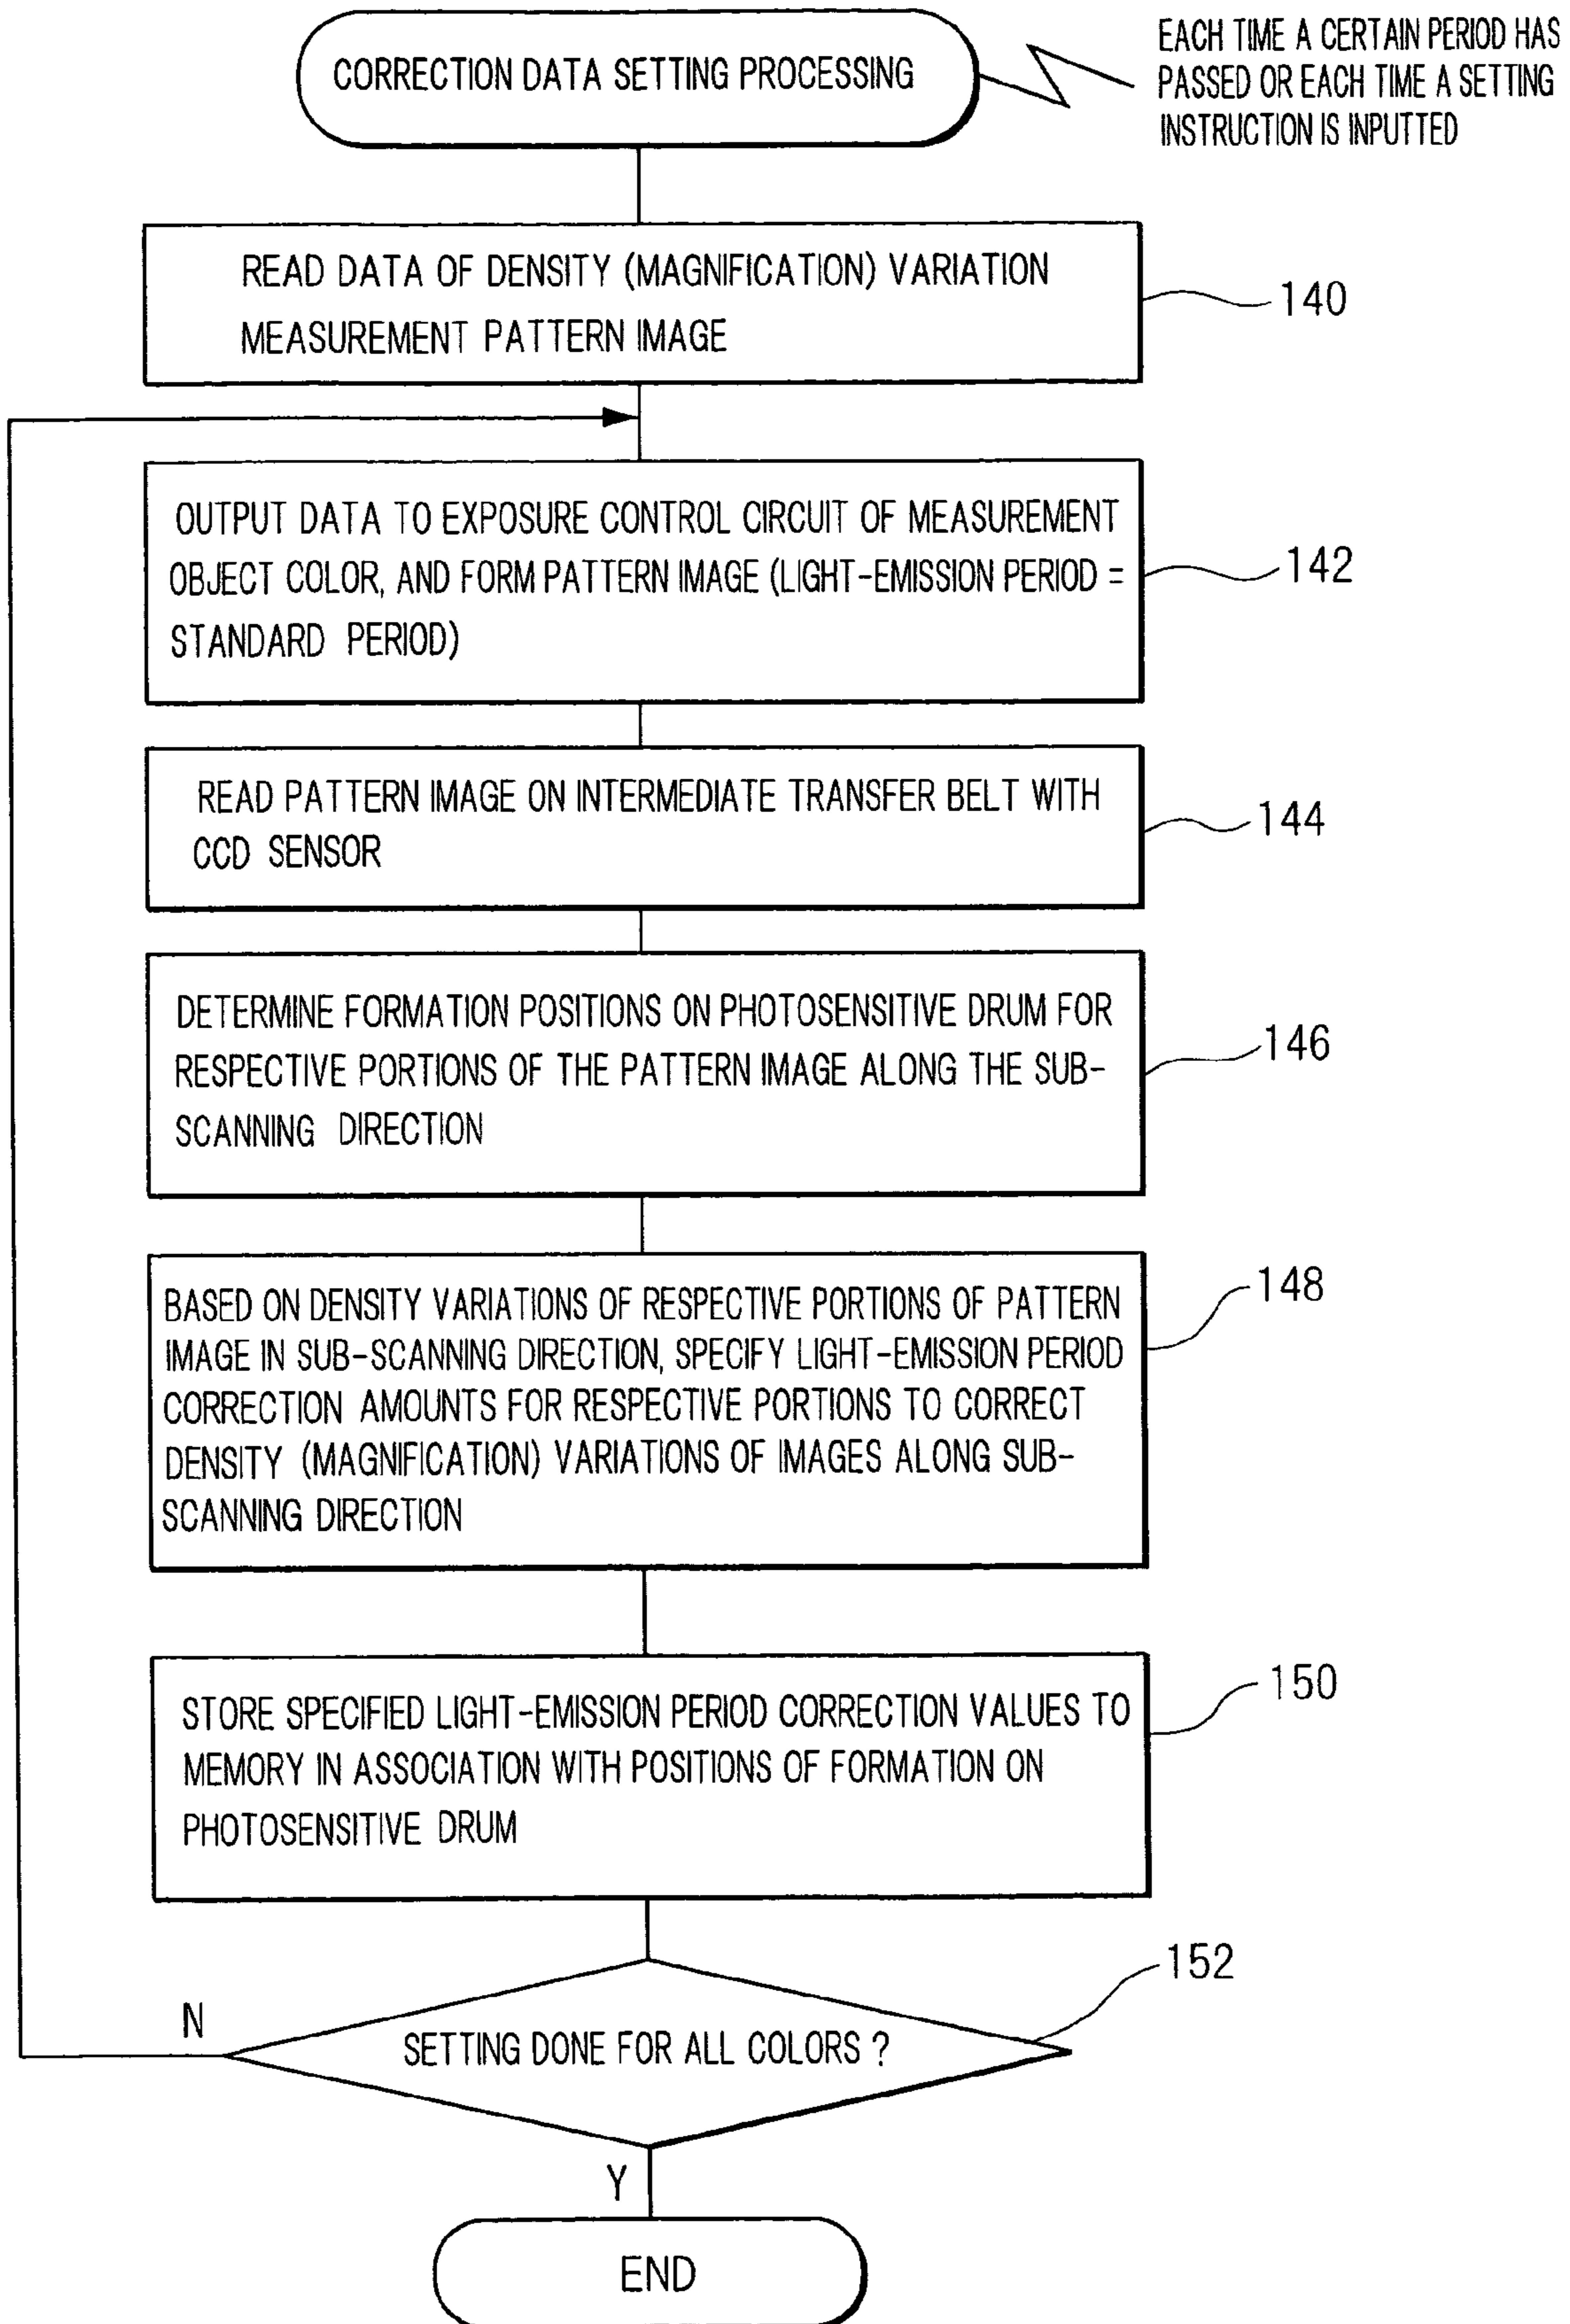 CORRECTION DATA SETTING PROCESSING
EACH TIME A CERTAIN PERIOD HAS
PASSED OR EACH TIME A SETTING
INSTRUCTION IS INPUTTED
READ DATA OF DENSITY (MAGNIFICATION) VARIATION
MEASUREMENT PATTERN IMAGE
140
OUTPUT DATA TO EXPOSURE CONTROL CIRCUIT OF MEASUREMENT
OBJECT COLOR, AND FORM PATTERN IMAGE (LIGHT-EMISSION PERIOD =
STANDARD PERIOD)
142
READ PATTERN IMAGE ON INTERMEDIATE TRANSFER BELT WITH
CCD SENSOR
144
DETERMINE FORMATION POSITIONS ON PHOTOSENSITIVE DRUM FOR
RESPECTIVE PORTIONS OF THE PATTERN IMAGE ALONG THE SUB-
SCANNING DIRECTION
146
BASED ON DENSITY VARIATIONS OF RESPECTIVE PORTIONS OF PATTERN
IMAGE IN SUB-SCANNING DIRECTION, SPECIFY LIGHT-EMISSION PERIOD
CORRECTION AMOUNTS FOR RESPECTIVE PORTIONS TO CORRECT
DENSITY (MAGNIFICATION) VARIATIONS OF IMAGES ALONG SUB-
SCANNING DIRECTION
148
STORE SPECIFIED LIGHT-EMISSION PERIOD CORRECTION VALUES TO
MEMORY IN ASSOCIATION WITH POSITIONS OF FORMATION ON
PHOTOSENSITIVE DRUM
150
SETTING DONE FOR ALL COLORS ?
152
N
Y
END